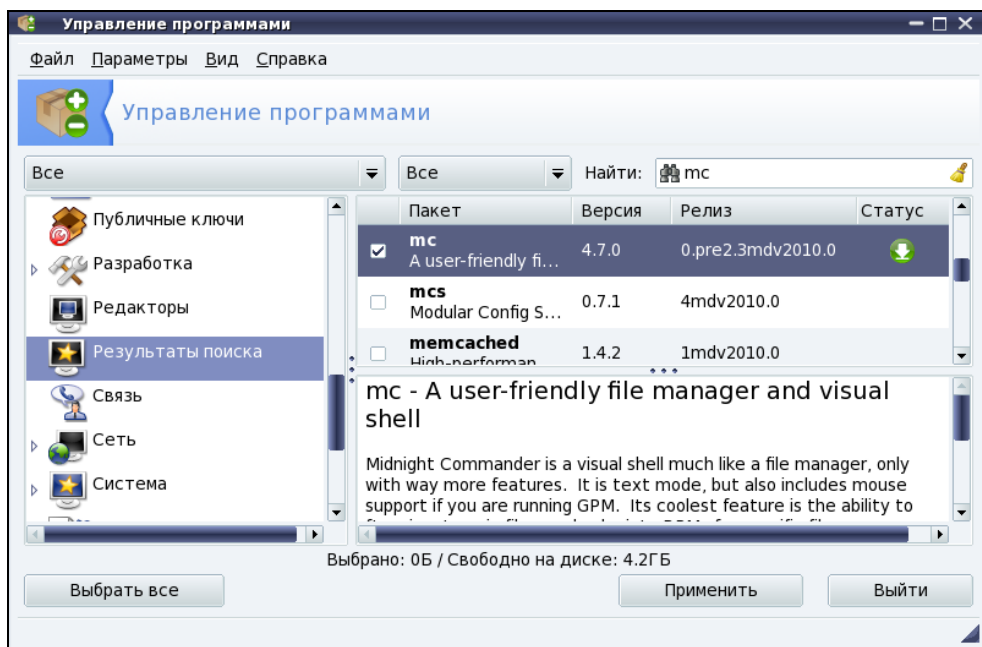 Управление программами
Файл Параметры Вид Справка
Управление программами
Все Все Найти: mc
Публичные ключи
Разработка
Редакторы
Результаты поиска
Связь
Сеть
Система
Пакет Версия Релиз Статус
mc 4.7.0 0.pre2.3mdv2010.0
A user-friendly fi...
mcs 0.7.1 4mdv2010.0
Modular Config S...
memcached 1.4.2 1mdv2010.0
High-performan
mc - A user-friendly file manager and visual
shell
Midnight Commander is a visual shell much like a file manager, only
with way more features. It is text mode, but also includes mouse
support if you are running GPM. Its coolest feature is the ability to
Выбрано: 0Б / Свободно на диске: 4.2ГБ
Выбрать все Применить Выйти